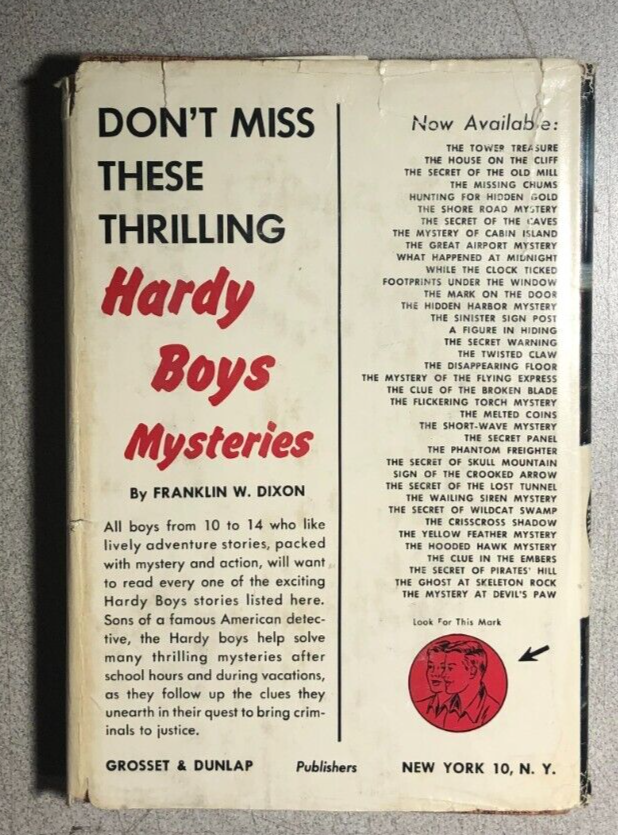 DON'T MISS
THESE
THRILLING
Hardy
Boys
Mysteries
By FRANKLIN W. DIXON
All boys from 10 to 14 who like
lively adventure stories, packed
with mystery and action, will want
to read every one of the exciting
Hardy Boys stories listed here.
Sons of a famous American detec-
tive, the Hardy boys help solve
many thrilling mysteries after
school hours and during vacations,
as they follow up the clues they
unearth in their quest to bring crim-
inals to justice.
Now Available:
THE TOWER TREASURE
THE HOUSE ON THE CLIFF
THE SECRET OF THE OLD MILL
THE MISSING CHUMS
HUNTING FOR HIDDEN GOLD
THE SHORE ROAD MYSTERY
THE SECRET OF THE CAVES
THE MYSTERY OF CABIN ISLAND
THE GREAT AIRPORT MYSTERY
WHAT HAPPENED AT MIDNIGHT
WHILE THE CLOCK TICKED
FOOTPRINTS UNDER THE WINDOW
THE MARK ON THE DOOR
THE HIDDEN HARBOR MYSTERY
THE SINISTER SIGN POST
A FIGURE IN HIDING
THE SECRET WARNING
THE TWISTED CLAW
THE DISAPPEARING FLOOR
THE MYSTERY OF THE FLYING EXPRESS
THE CLUE OF THE BROKEN BLADE
THE FLICKERING TORCH MYSTERY
THE MELTED COINS
THE SHORT-WAVE MYSTERY
THE SECRET PANEL
THE PHANTOM FREIGHTER
THE SECRET OF SKULL MOUNTAIN
SIGN OF THE CROOKED ARROW
THE SECRET OF THE LOST TUNNEL
THE WAILING SIREN MYSTERY
THE SECRET OF WILDCAT SWAMP
THE CRISSCROSS SHADOW
THE YELLOW FEATHER MYSTERY
THE HOODED HAWK MYSTERY
THE CLUE IN THE EMBERS
THE SECRET OF PIRATES' HILL
THE GHOST AT SKELETON ROCK
THE MYSTERY AT DEVIL'S PAW
Look For This Mark
GROSSET & DUNLAP Publishers NEW YORK 10, N. Y.